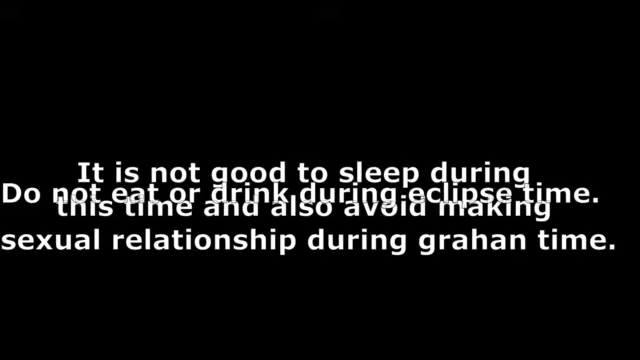 It is not good to sleep during
Do not eat or drink during eclipse time.
this time and also avoid making
sexual relationship during grahan time.